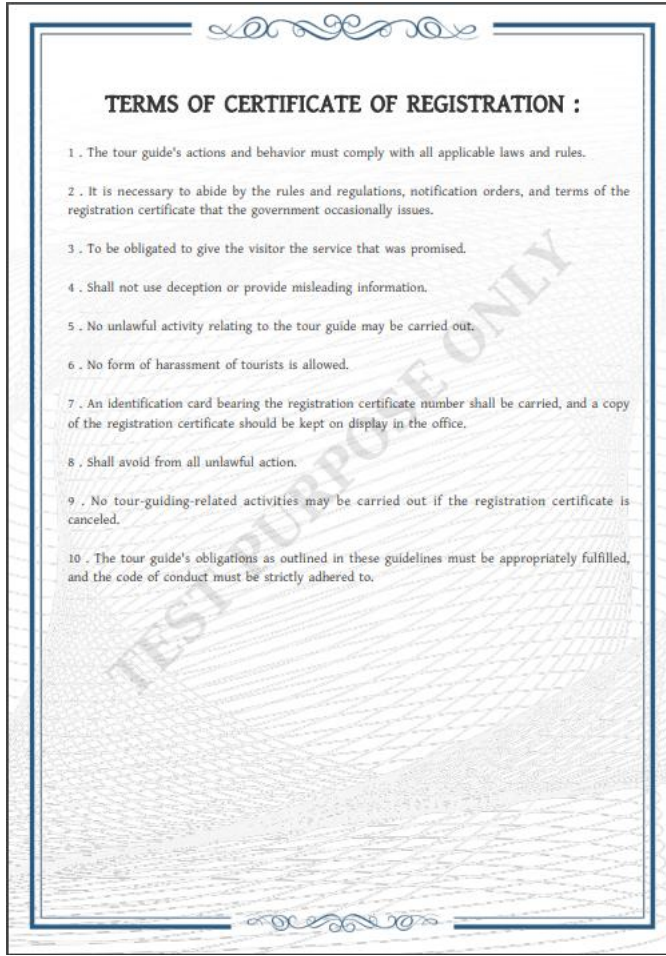 TERMS OF CERTIFICATE OF REGISTRATION :
1 . The tour guide's actions and behavior must comply with all applicable laws and rules.
2 . It is necessary to abide by the rules and regulations, notification orders, and terms of the
registration certificate that the government occasionally issues.
3 . To be obligated to give the visitor the service that was promised.
4 . Shall not use deception or provide misleading information.
5 . No unlawful activity relating to the tour guide may be carried out.
6 . No form of harassment of tourists is allowed.
7 . An identification card bearing the registration certificate number shall be carried, and a copy
of the registration certificate should be kept on display in the office.
8 . Shall avoid from all unlawful action.
9 . No tour-guiding-related activities may be carried out if the registration certificate is
canceled.
10 . The tour guide's obligations as outlined in these guidelines must be appropriately fulfilled,
and the code of conduct must be strictly adhered to.
TEST PURPOSE ONLY